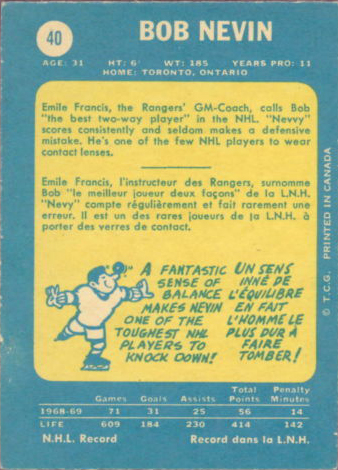 40
BOB NEVIN
AGE: 31 HT: 6' WT: 185 YEARS PRO: 11
HOME: TORONTO, ONTARIO
Emile Francis, the Rangers' GM-Coach, calls Bob
"the best two-way player" in the NHL. "Nevvy"
scores consistently and seldom makes a defensive
mistake. He's one of the few NHL players to wear
contact lenses.
Emile Francis, l'instructeur des Rangers, surnomme
Bob "le meilleur joueur deux façons" de la L.N.H.
"Nevy" compte régulièrement et fait rarement une
erreur. Il est un des rares joueurs de la L.N.H. à
porter des verres de contact.
A FANTASTIC
SENSE OF
BALANCE
MAKES NEVIN
ONE OF THE
TOUGHEST NHL
PLAYERS TO
KNOCK DOWN!
UN SENS
INNÉ DE
L'ÉQUILIBRE
EN FAIT
L'HOMME LE
PLUS DUR À
FAIRE
TOMBER!
© T.C.G. PRINTED IN CANADA
Games Goals Assists Total Points Penalty Minutes
1968-69 71 31 25 56 14
LIFE 609 184 230 414 142
N.H.L. Record Record dans la L.N.H.